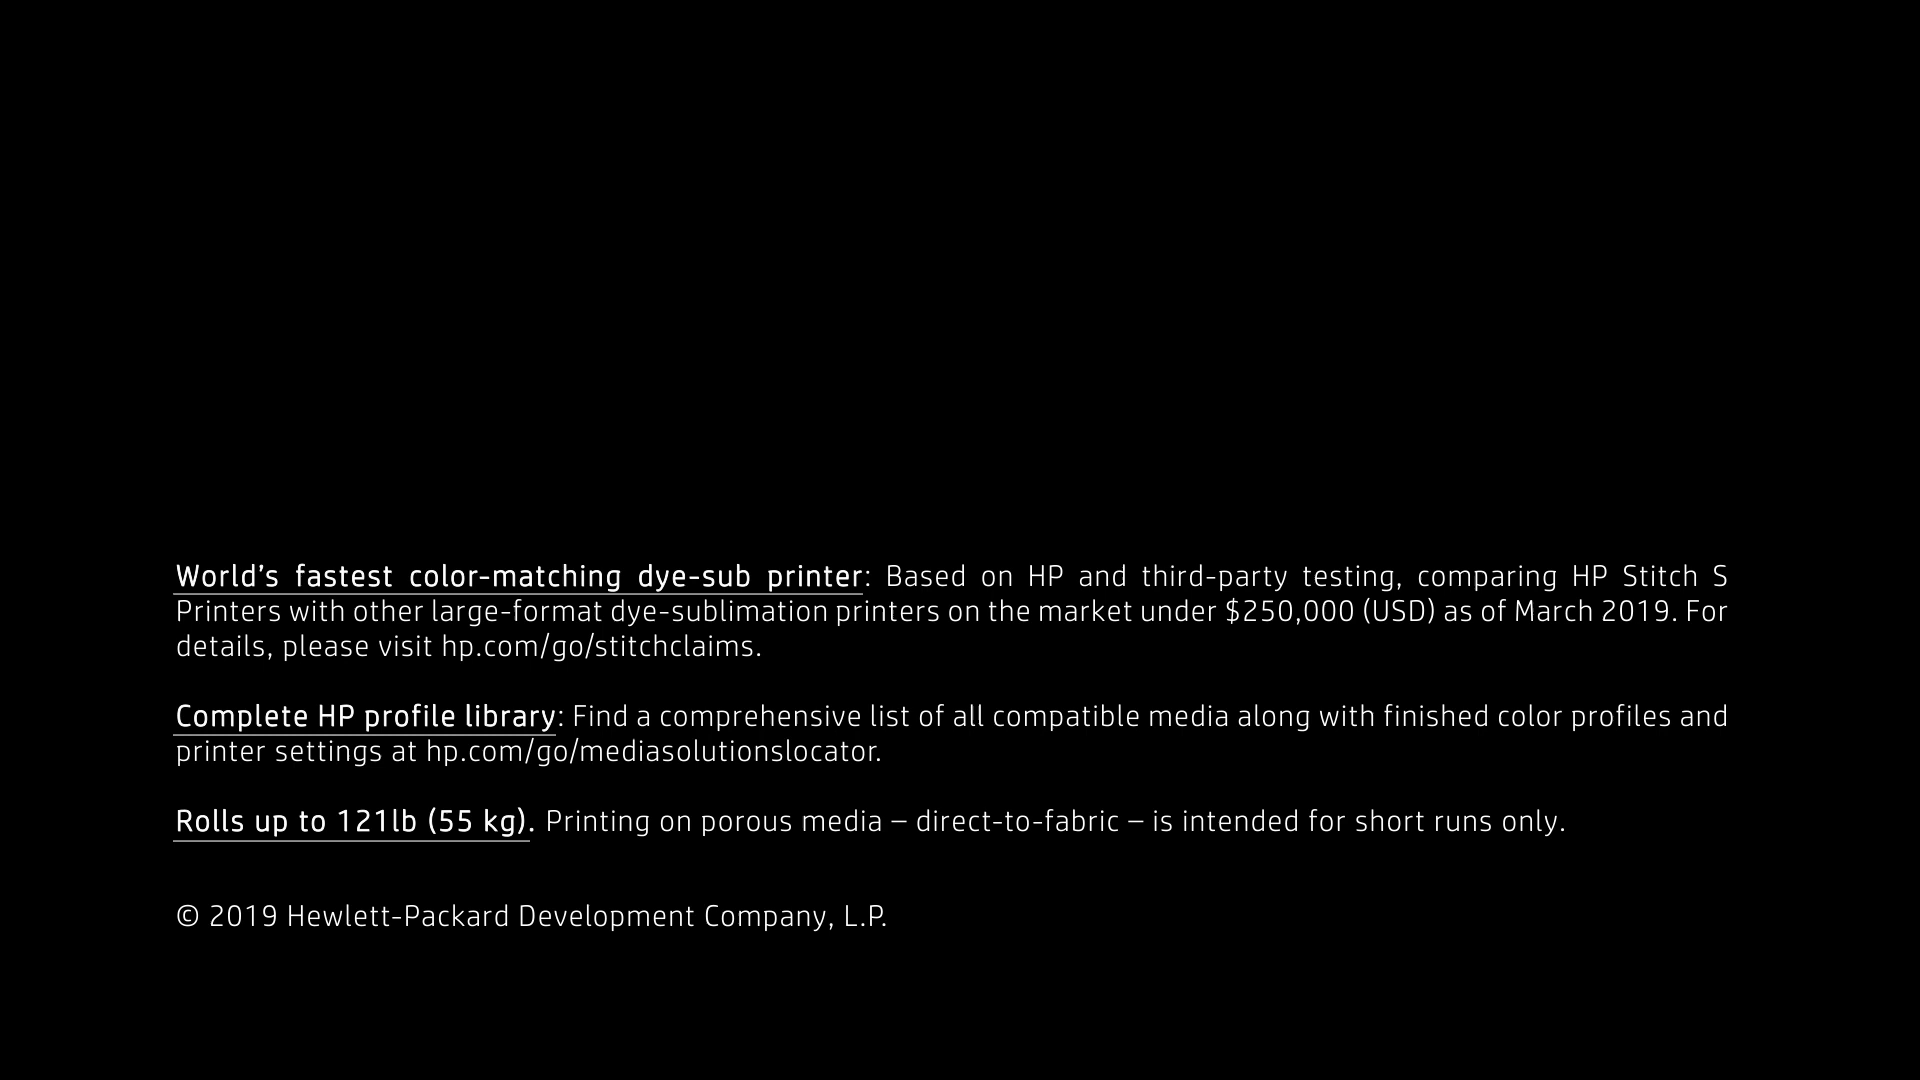 World’s fastest color-matching dye-sub printer: Based on HP and third-party testing, comparing HP Stitch S
Printers with other large-format dye-sublimation printers on the market under $250,000 (USD) as of March 2019. For
details, please visit hp.com/go/stitchclaims.
Complete HP profile library: Find a comprehensive list of all compatible media along with finished color profiles and
printer settings at hp.com/go/mediasolutionslocator.
Rolls up to 121lb (55 kg). Printing on porous media – direct-to-fabric – is intended for short runs only.
© 2019 Hewlett-Packard Development Company, L.P.